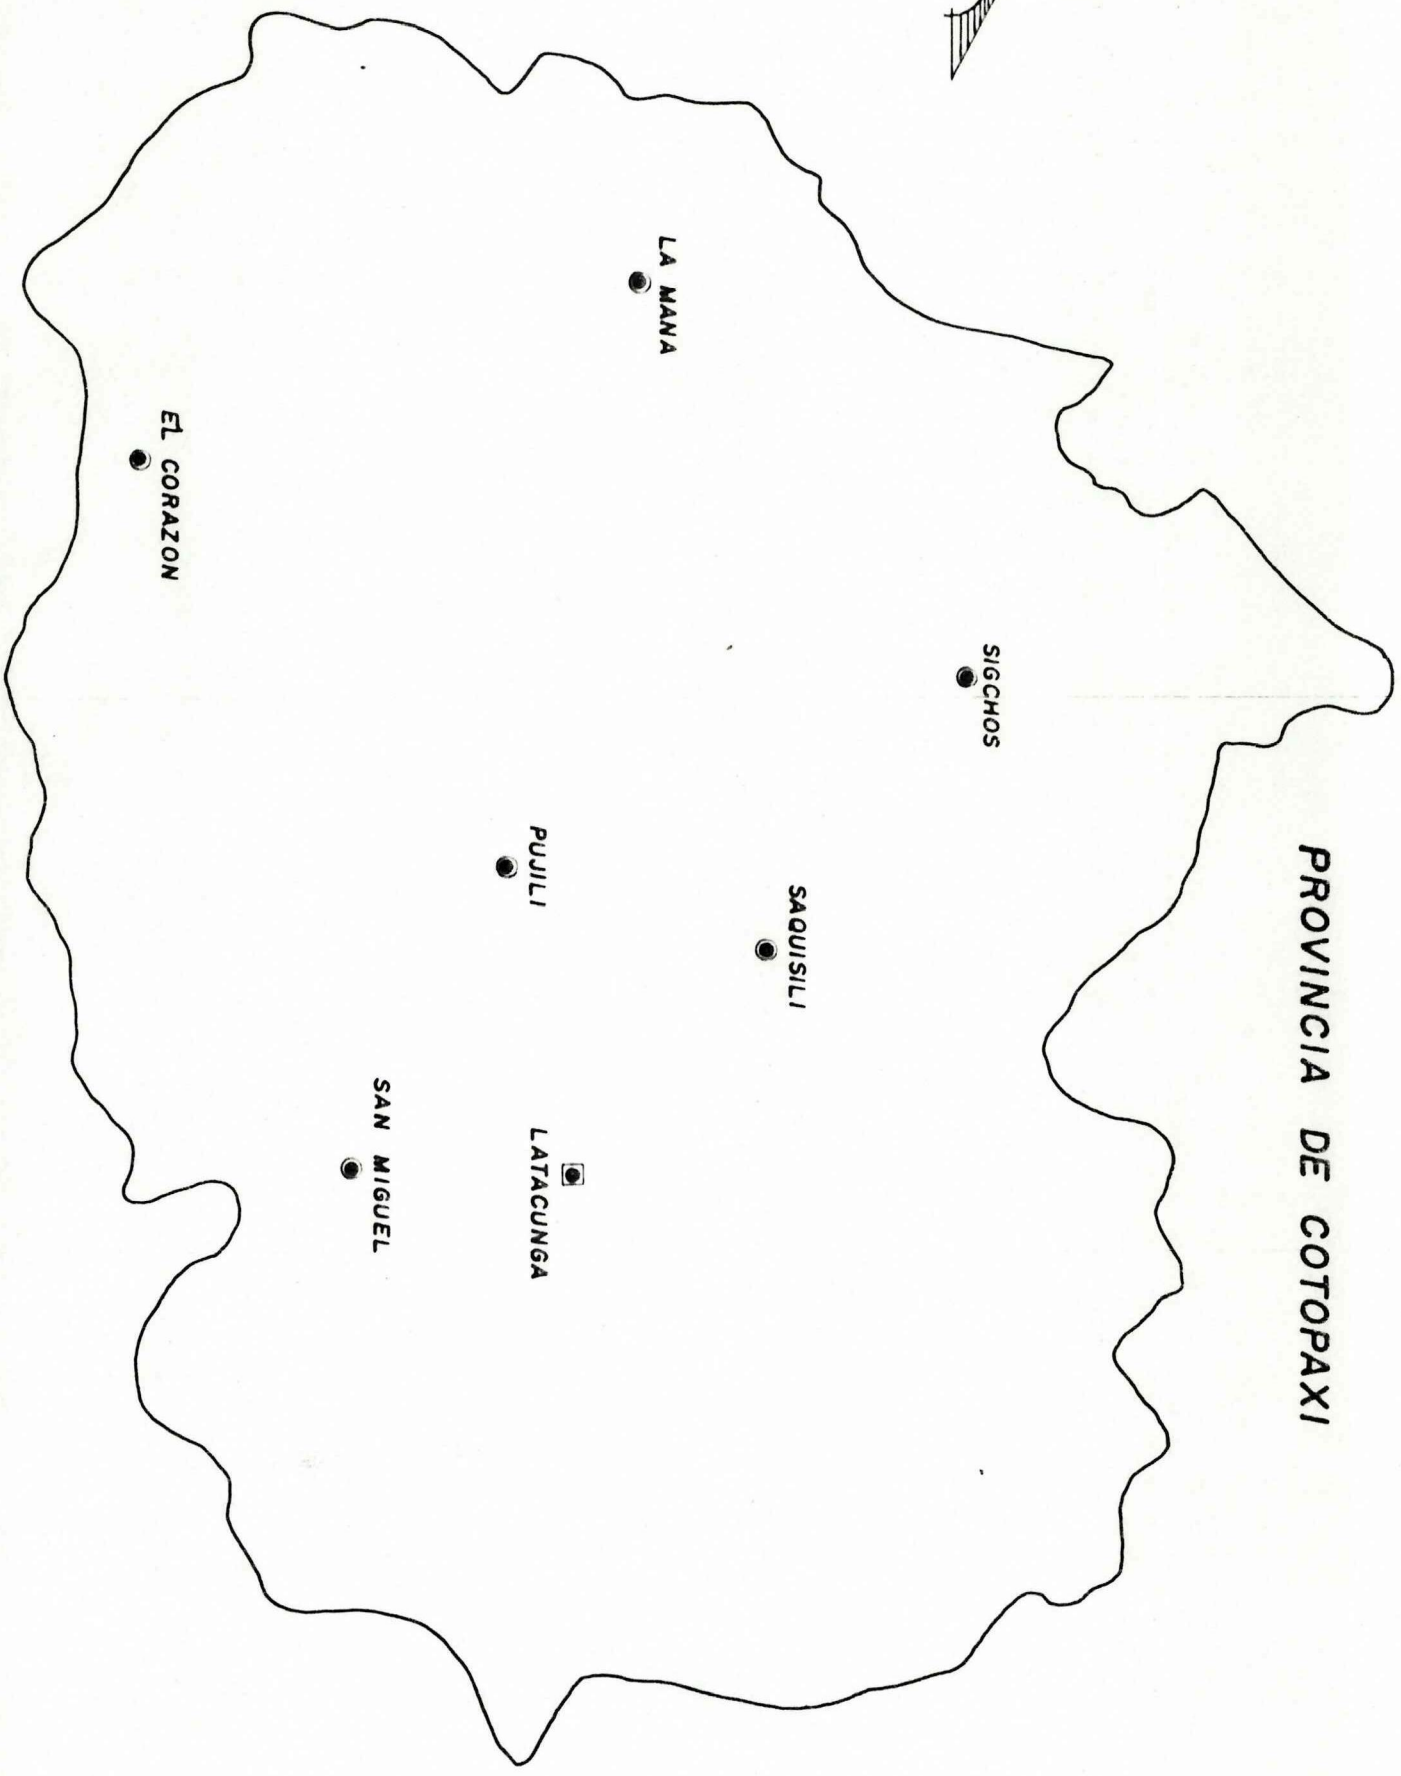 PROVINCIA DE COTOPAXI
SIGCHOS
SAQUISILI
LA MANA
LATACUNGA
PUJILI
SAN MIGUEL
EL CORAZON